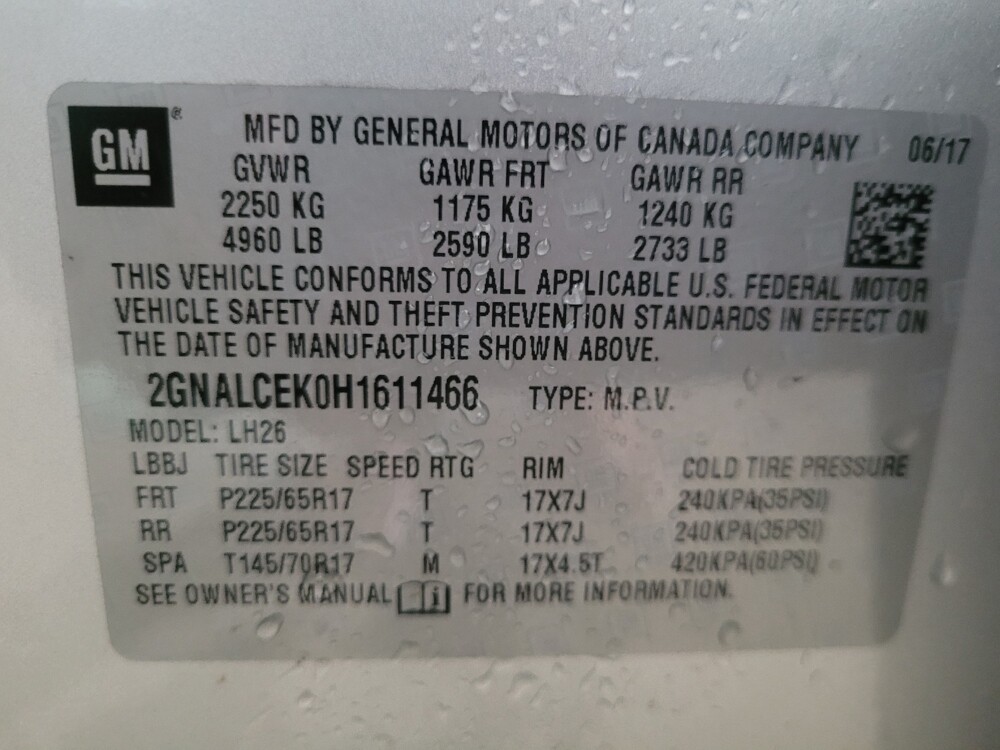 GM ®
MFD BY GENERAL MOTORS OF CANADA COMPANY 06/17
GVWR GAWR FRT GAWR RR
2250 KG 1175 KG 1240 KG
4960 LB 2590 LB 2733 LB
THIS VEHICLE CONFORMS TO ALL APPLICABLE U.S. FEDERAL MOTOR
VEHICLE SAFETY AND THEFT PREVENTION STANDARDS IN EFFECT ON
THE DATE OF MANUFACTURE SHOWN ABOVE.
2GNALCEK0H1611466 TYPE: M.P.V.
MODEL: LH26
LBBJ TIRE SIZE SPEED RTG RIM COLD TIRE PRESSURE
FRT P225/65R17 T 17X7J 240KPA(35PSI)
RR P225/65R17 T 17X7J 240KPA(35PSI)
SPA T145/70R17 M 17X4.5T 420KPA(60PSI)
SEE OWNER'S MANUAL i FOR MORE INFORMATION.